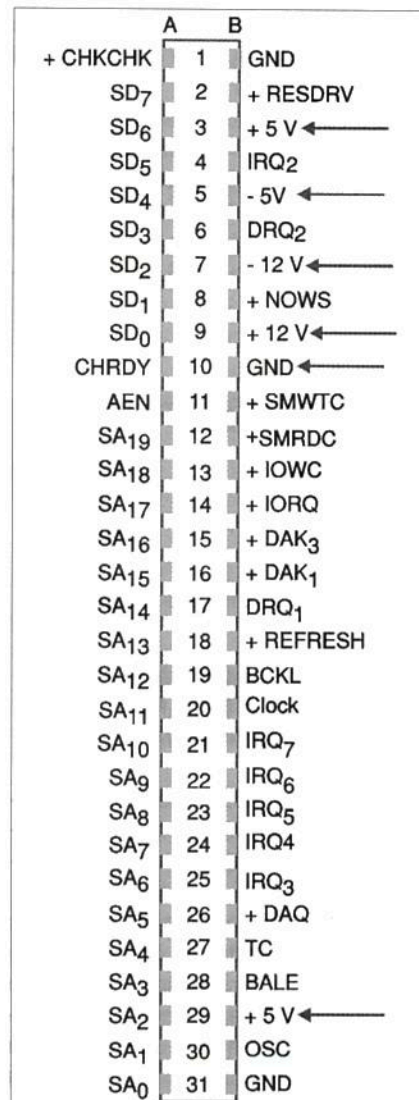 A B
+ CHKCHK 1 GND
SD7 2 + RESDRV
SD6 3 + 5 V
SD5 4 IRQ2
SD4 5 - 5V
SD3 6 DRQ2
SD2 7 - 12 V
SD1 8 + NOWS
SD0 9 + 12 V
CHRDY 10 GND
AEN 11 + SMWTC
SA19 12 +SMRDC
SA18 13 + IOWC
SA17 14 + IORQ
SA16 15 + DAK3
SA15 16 + DAK1
SA14 17 DRQ1
SA13 18 + REFRESH
SA12 19 BCKL
SA11 20 Clock
SA10 21 IRQ7
SA9 22 IRQ6
SA8 23 IRQ5
SA7 24 IRQ4
SA6 25 IRQ3
SA5 26 + DAQ
SA4 27 TC
SA3 28 BALE
SA2 29 + 5 V
SA1 30 OSC
SA0 31 GND